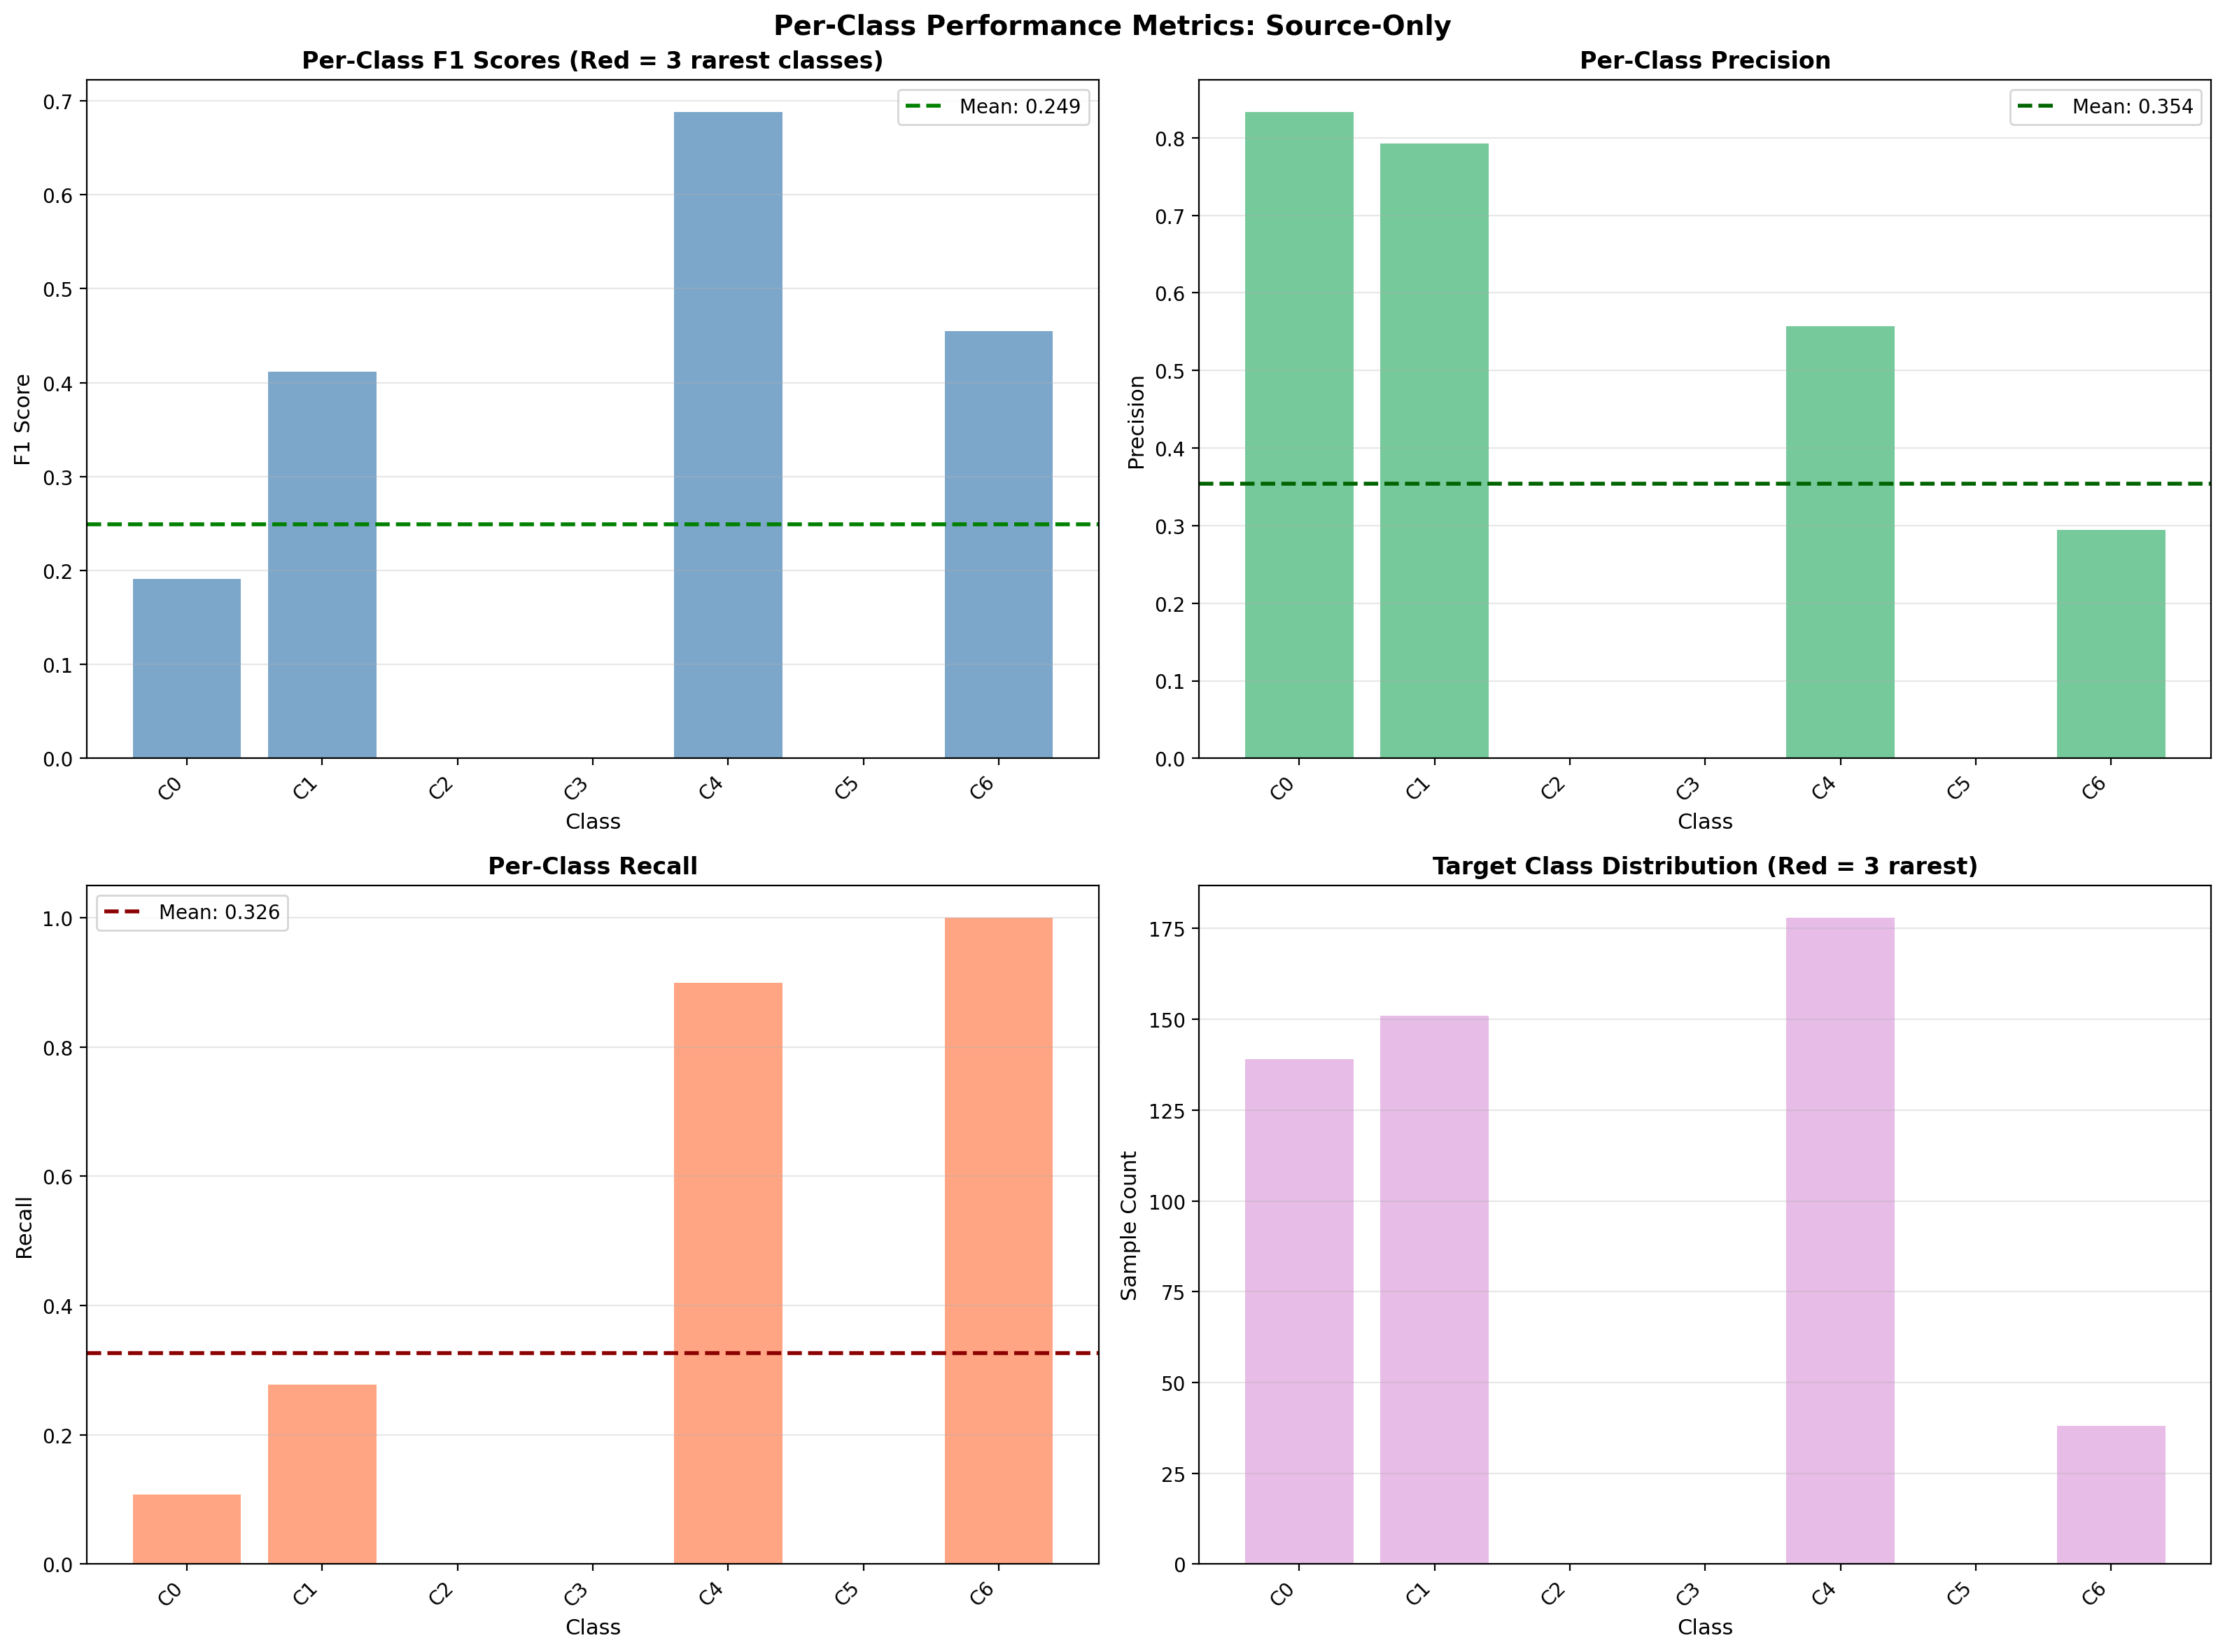 Per-Class Performance Metrics: Source-Only
Per-Class F1 Scores (Red = 3 rarest classes)
Mean: 0.249
0.7
0.6
0.5
0.4
0.3
0.2
0.1
0.0
F1 Score
C0 C1 C2 C3 C4 C5 C6
Class
Per-Class Precision
Mean: 0.354
0.8
0.7
0.6
0.5
0.4
0.3
0.2
0.1
0.0
Precision
C0 C1 C2 C3 C4 C5 C6
Class
Per-Class Recall
Mean: 0.326
1.0
0.8
0.6
0.4
0.2
0.0
Recall
C0 C1 C2 C3 C4 C5 C6
Class
Target Class Distribution (Red = 3 rarest)
175
150
125
100
75
50
25
0
Sample Count
C0 C1 C2 C3 C4 C5 C6
Class